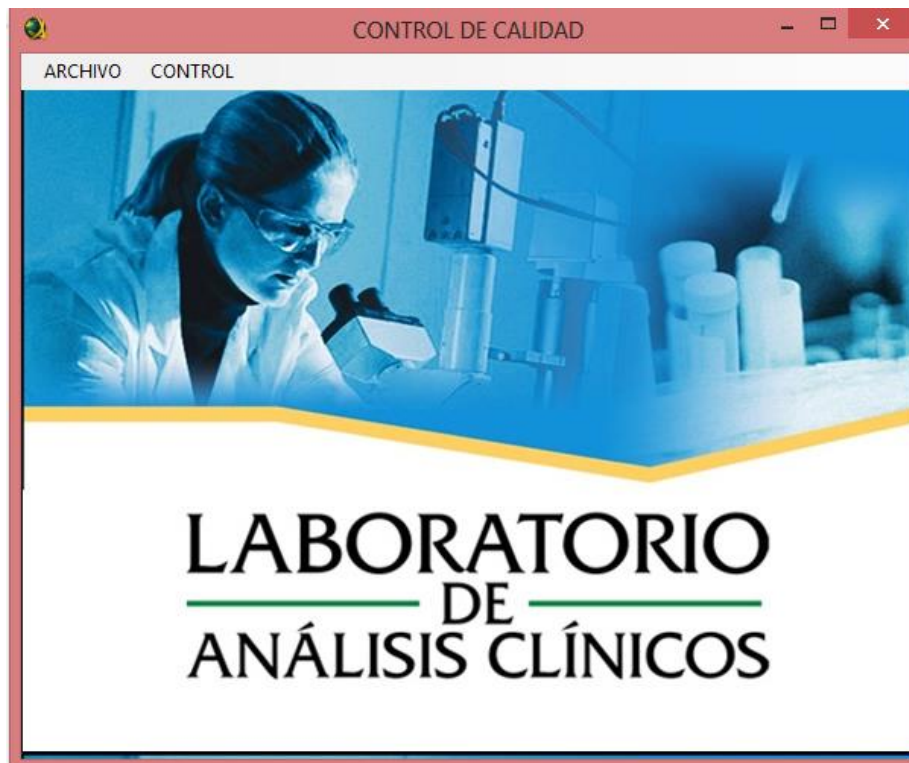 CONTROL DE CALIDAD
ARCHIVO CONTROL
LABORATORIO
DE
ANÁLISIS CLÍNICOS